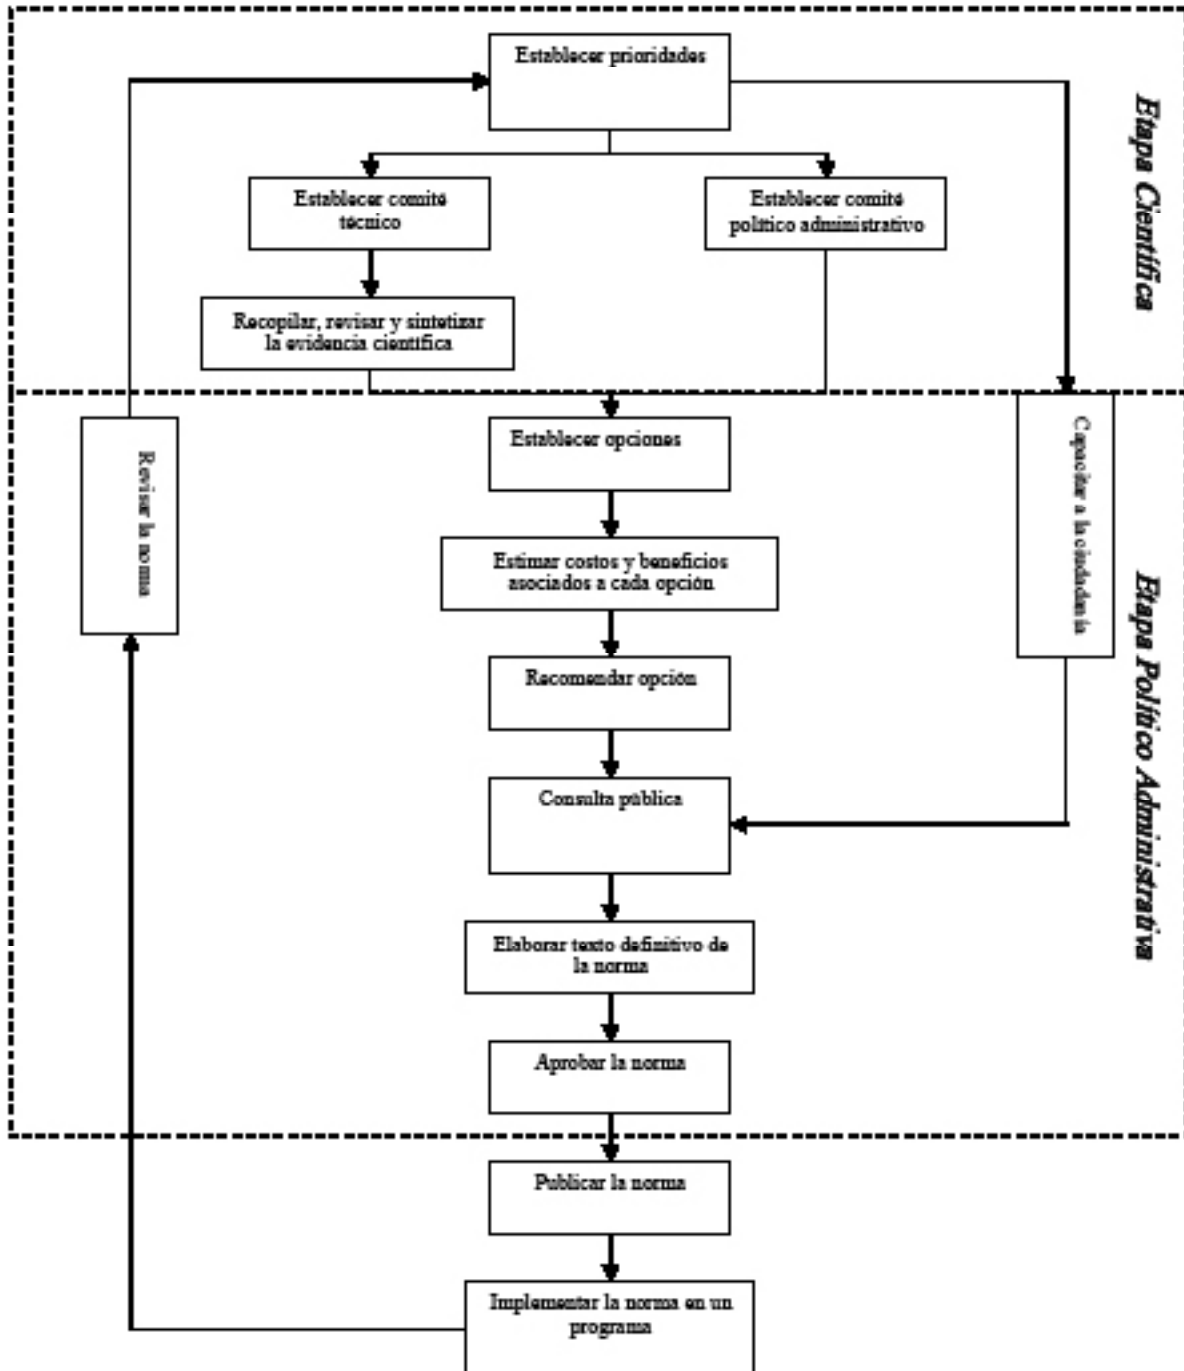 Establecer prioridades
Etapa Científica
Establecer comité
técnico
Establecer comité
político administrativo
Recopilar, revisar y sintetizar
la evidencia científica
Establecer opciones
Revisar la norma
Capacitar a la ciudadanía
Estimar costos y beneficios
asociados a cada opción
Etapa Político Administrativa
Recomendar opción
Consulta pública
Elaborar texto definitivo de
la norma
Aprobar la norma
Publicar la norma
Implementar la norma en un
programa